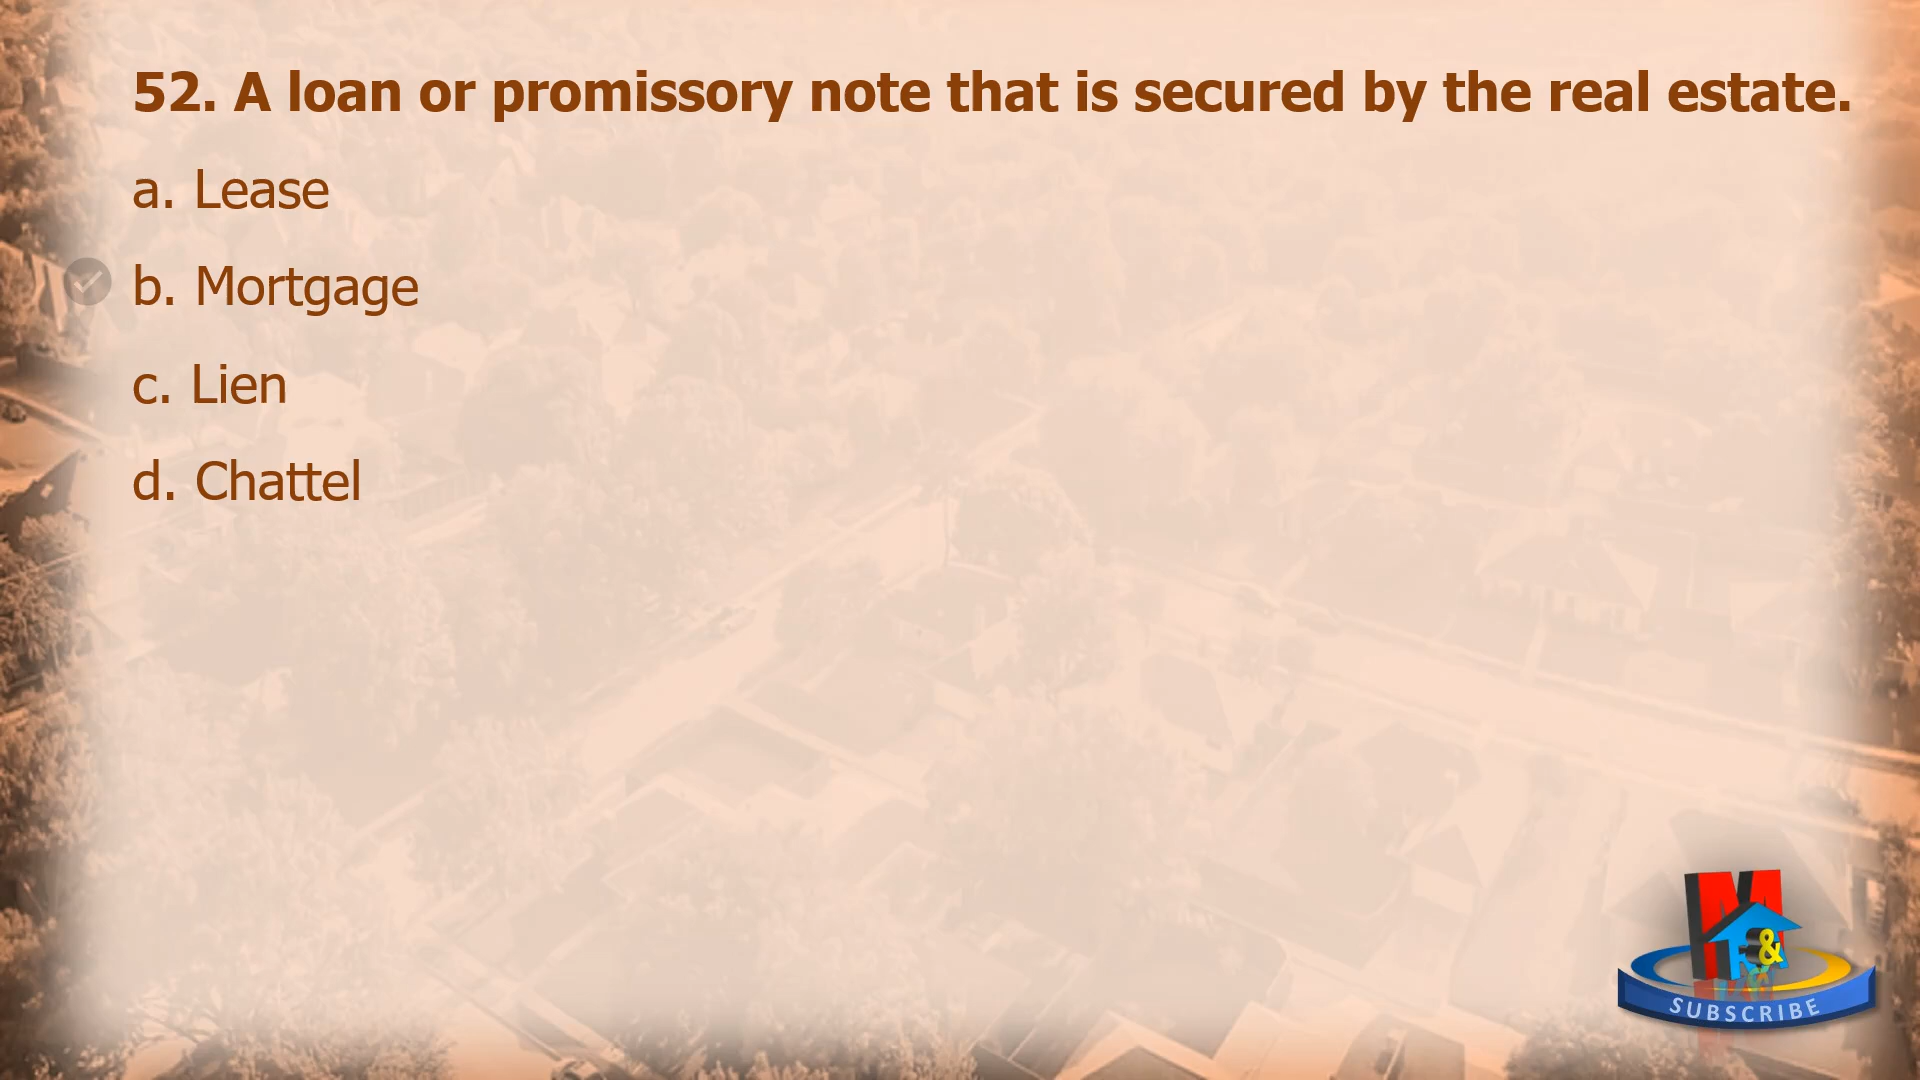 52. A loan or promissory note that is secured by the real estate.
a. Lease
b. Mortgage
c. Lien
d. Chattel
M
&
SUBSCRIBE